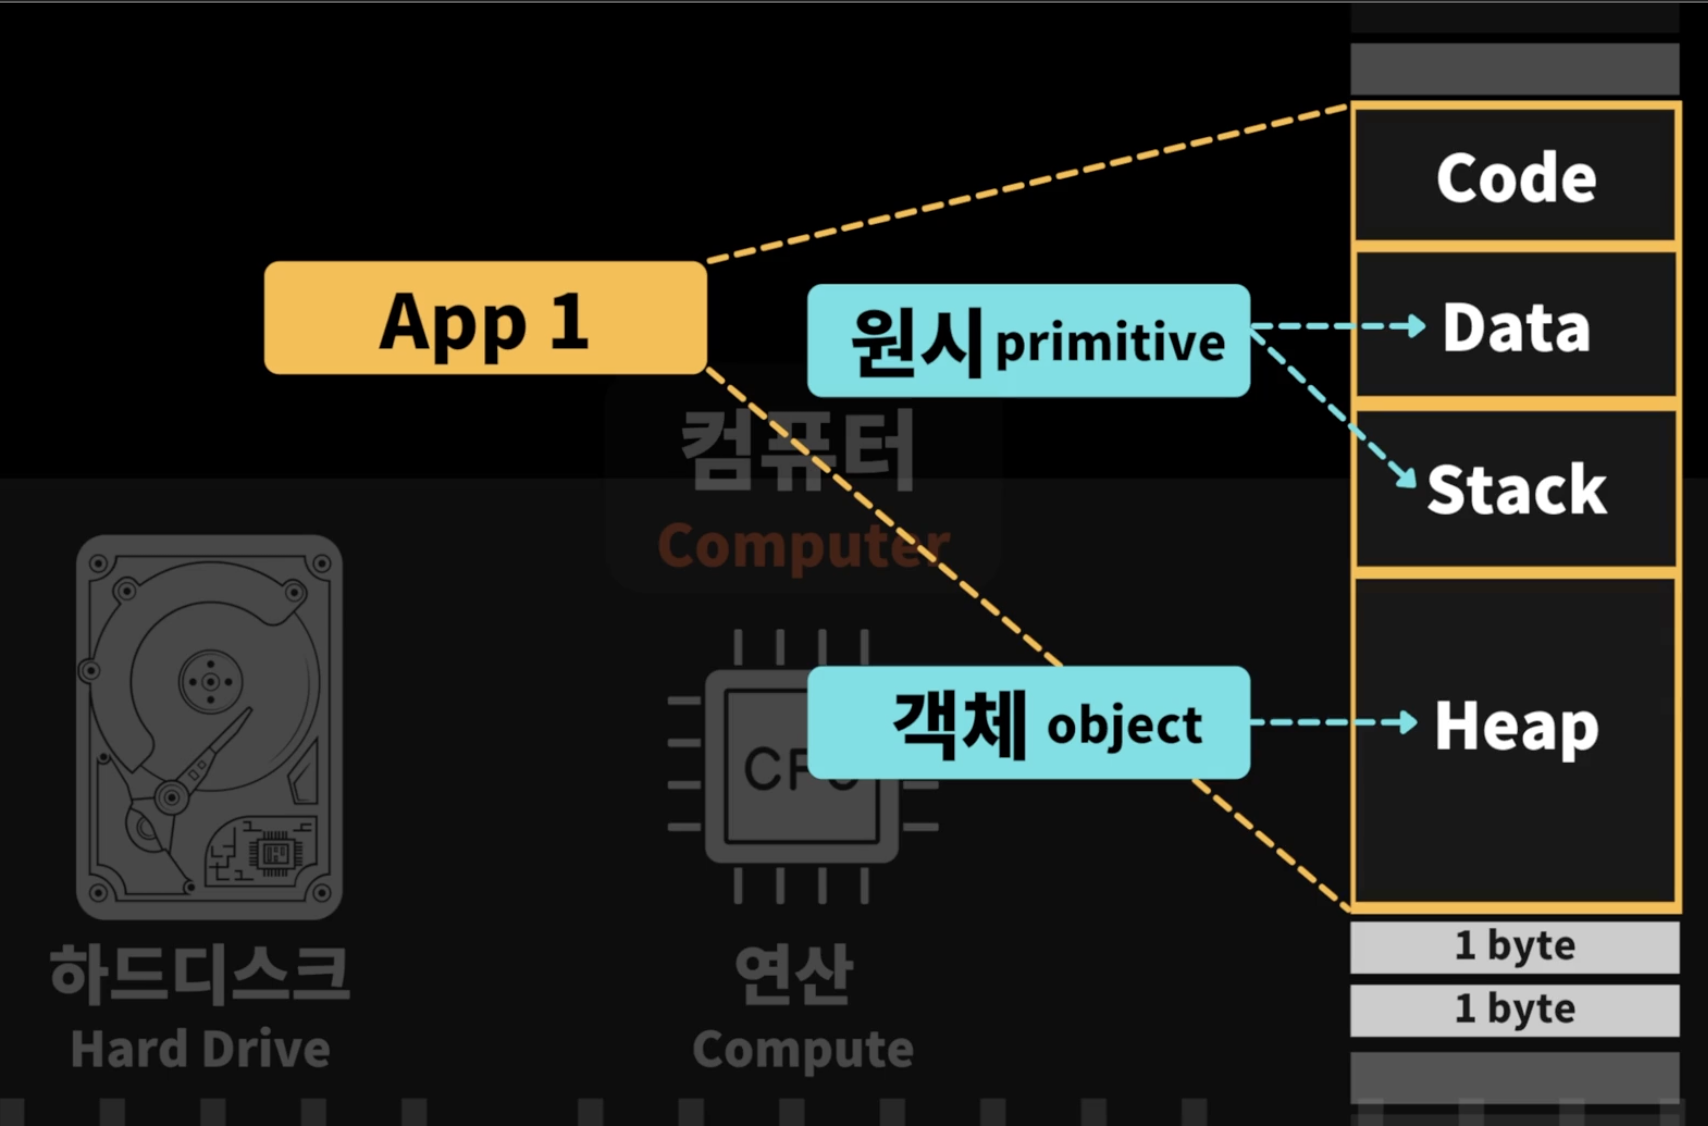 Code
App 1
원시 primitive
Data
컴퓨터
Computer
Stack
객체 object
Heap
하드디스크
Hard Drive
연산
Compute
1 byte
1 byte